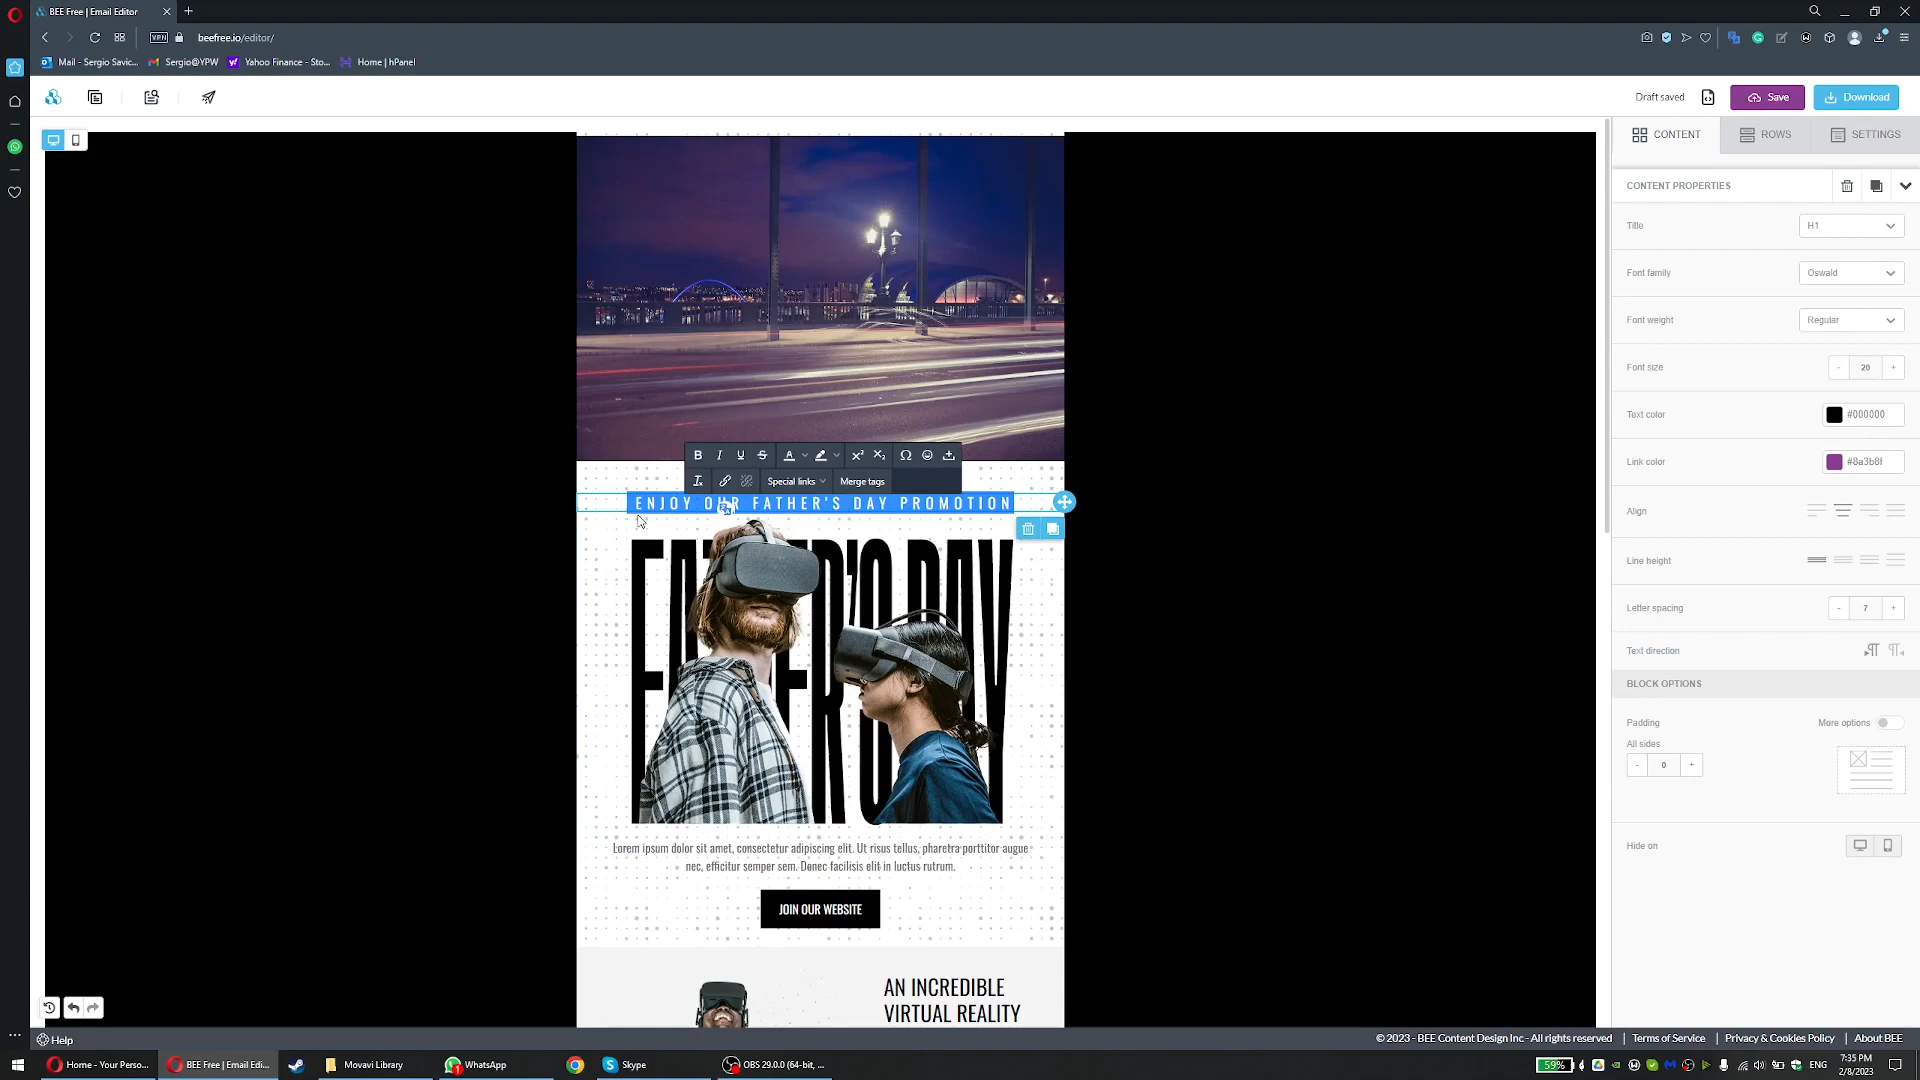 BEE Free | Email Editor
VPN
beefree.io/editor/
Mail - Sergio Savic...
Sergio@YPW
Yahoo Finance - Sto...
Home | hPanel
Draft saved
Save
Download
CONTENT
ROWS
SETTINGS
CONTENT PROPERTIES
Title
H1
Font family
Oswald
Font weight
Regular
Font size
- 20 +
Text color
#000000
Link color
#8a3b8f
Align
Line height
Letter spacing
- 7 +
Text direction
BLOCK OPTIONS
Padding
More options
All sides
- 0 +
Hide on
Special links
Merge tags
ENJOY OUR FATHER'S DAY PROMOTION
FATHER'S DAY
Lorem ipsum dolor sit amet, consectetur adipiscing elit. Ut risus tellus, pharetra porttitor augue
nec, efficitur semper sem. Donec facilisis elit in luctus rutrum.
JOIN OUR WEBSITE
AN INCREDIBLE
VIRTUAL REALITY
Help
© 2023 - BEE Content Design Inc - All rights reserved
Terms of Service
Privacy & Cookies Policy
About BEE
Home - Your Perso...
BEE Free | Email Edi...
Movavi Library
WhatsApp
Skype
OBS 29.0.0 (64-bit, ...
59%
ENG
7:35 PM
2/8/2023